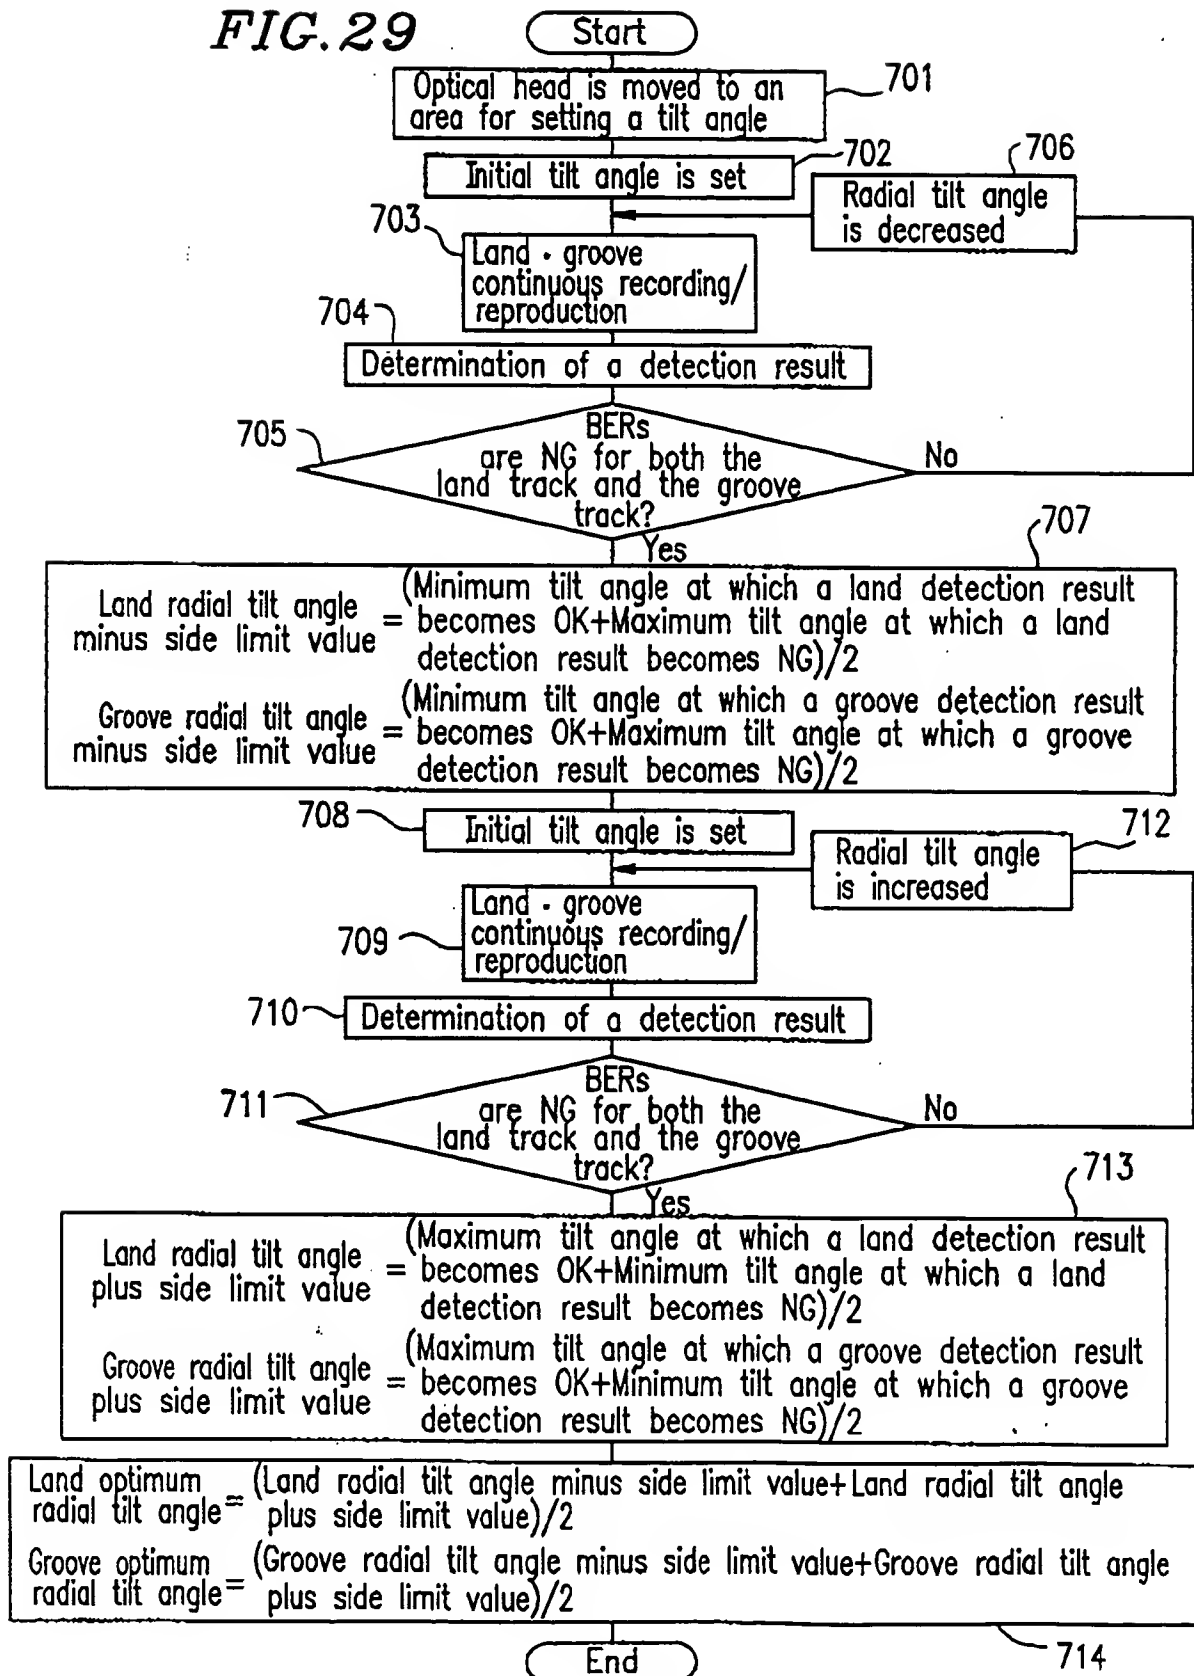 FIG.29
Start
Optical head is moved to an
area for setting a tilt angle
701
702
Initial tilt angle is set
706
Radial tilt angle
is decreased
703
Land · groove
continuous recording/
reproduction
704
Determination of a detection result
705
BERs
are NG for both the
land track and the groove
track?
No
Yes
707
Land radial tilt angle
minus side limit value
=
(Minimum tilt angle at which a land detection result
becomes OK+Maximum tilt angle at which a land
detection result becomes NG)/2
Groove radial tilt angle
minus side limit value
=
(Minimum tilt angle at which a groove detection result
becomes OK+Maximum tilt angle at which a groove
detection result becomes NG)/2
708
Initial tilt angle is set
712
Radial tilt angle
is increased
709
Land · groove
continuous recording/
reproduction
710
Determination of a detection result
711
BERs
are NG for both the
land track and the groove
track?
No
Yes
713
Land radial tilt angle
plus side limit value
=
(Maximum tilt angle at which a land detection result
becomes OK+Minimum tilt angle at which a land
detection result becomes NG)/2
Groove radial tilt angle
plus side limit value
=
(Maximum tilt angle at which a groove detection result
becomes OK+Minimum tilt angle at which a groove
detection result becomes NG)/2
Land optimum
radial tilt angle
=
(Land radial tilt angle minus side limit value+Land radial tilt angle
plus side limit value)/2
Groove optimum
radial tilt angle
=
(Groove radial tilt angle minus side limit value+Groove radial tilt angle
plus side limit value)/2
714
End